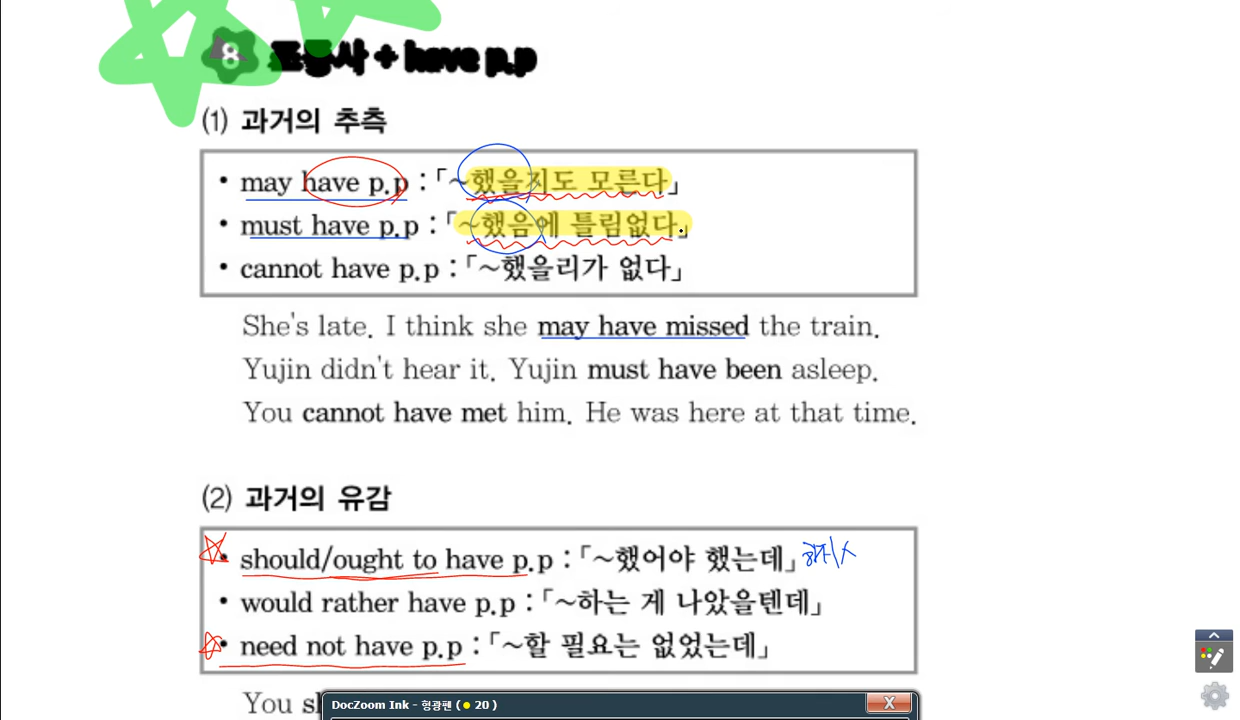 8 조동사 + have p.p
(1) 과거의 추측
• may have p.p : 「~했을지도 모른다」
• must have p.p : 「~했음에 틀림없다」
• cannot have p.p : 「~했을리가 없다」
She's late. I think she may have missed the train.
Yujin didn't hear it. Yujin must have been asleep.
You cannot have met him. He was here at that time.
(2) 과거의 유감
• should/ought to have p.p : 「~했어야 했는데」
• would rather have p.p : 「~하는 게 나았을텐데」
• need not have p.p : 「~할 필요는 없었는데」
You
DocZoom Ink - 형광펜 ( ● 20 )